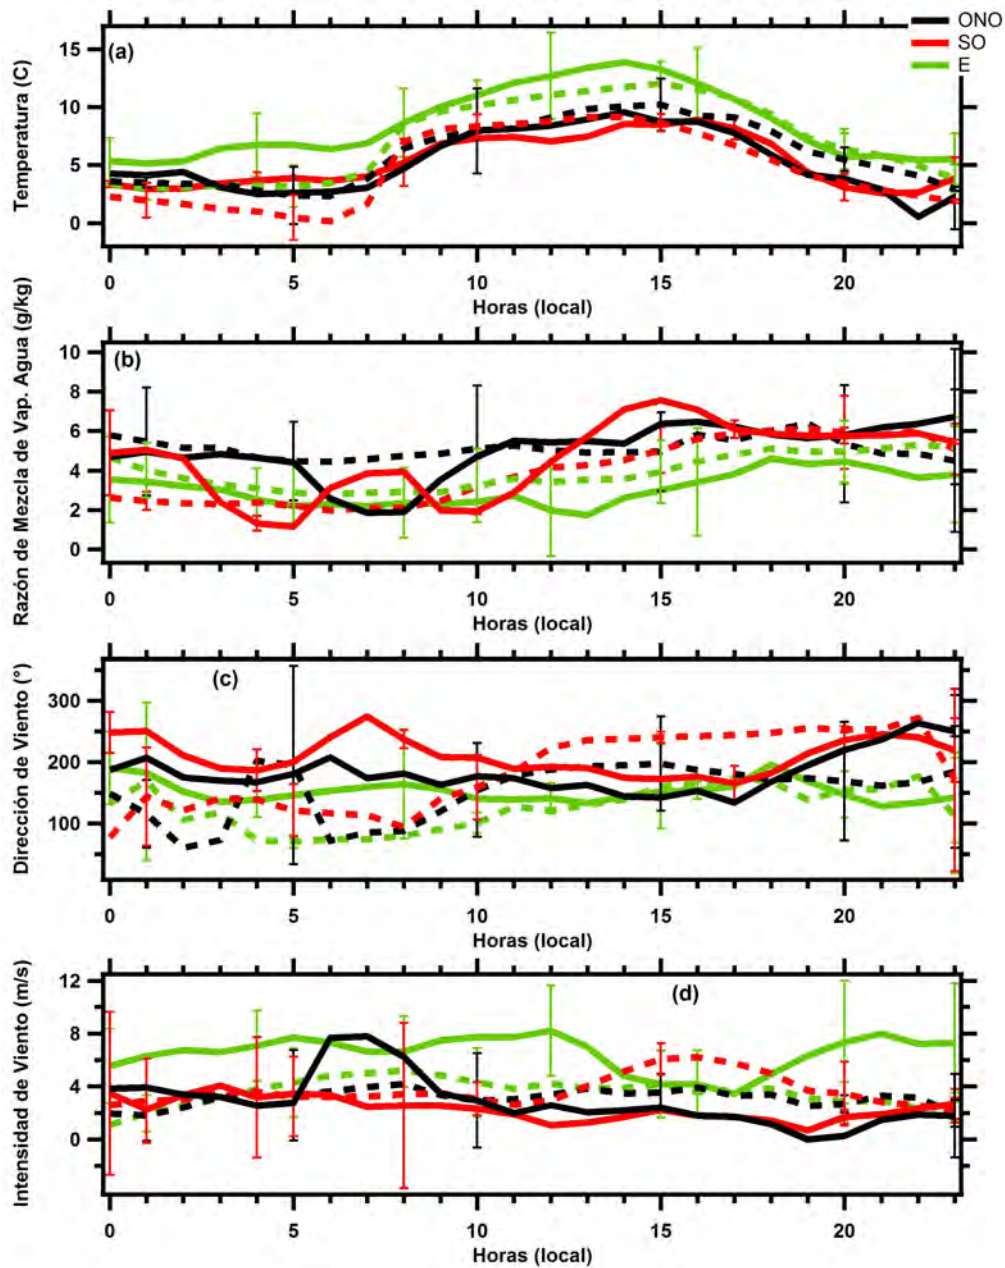 ONO
SO
E
(a)
Temperatura (C)
15
10
5
0
0 5 10 15 20
Horas (local)
(b)
Razón de Mezcla de Vap. Agua (g/kg)
10
8
6
4
2
0
0 5 10 15 20
Horas (local)
(c)
Dirección de Viento (°)
300
200
100
0 5 10 15 20
Horas (local)
(d)
Intensidad de Viento (m/s)
12
8
4
0
0 5 10 15 20
Horas (local)